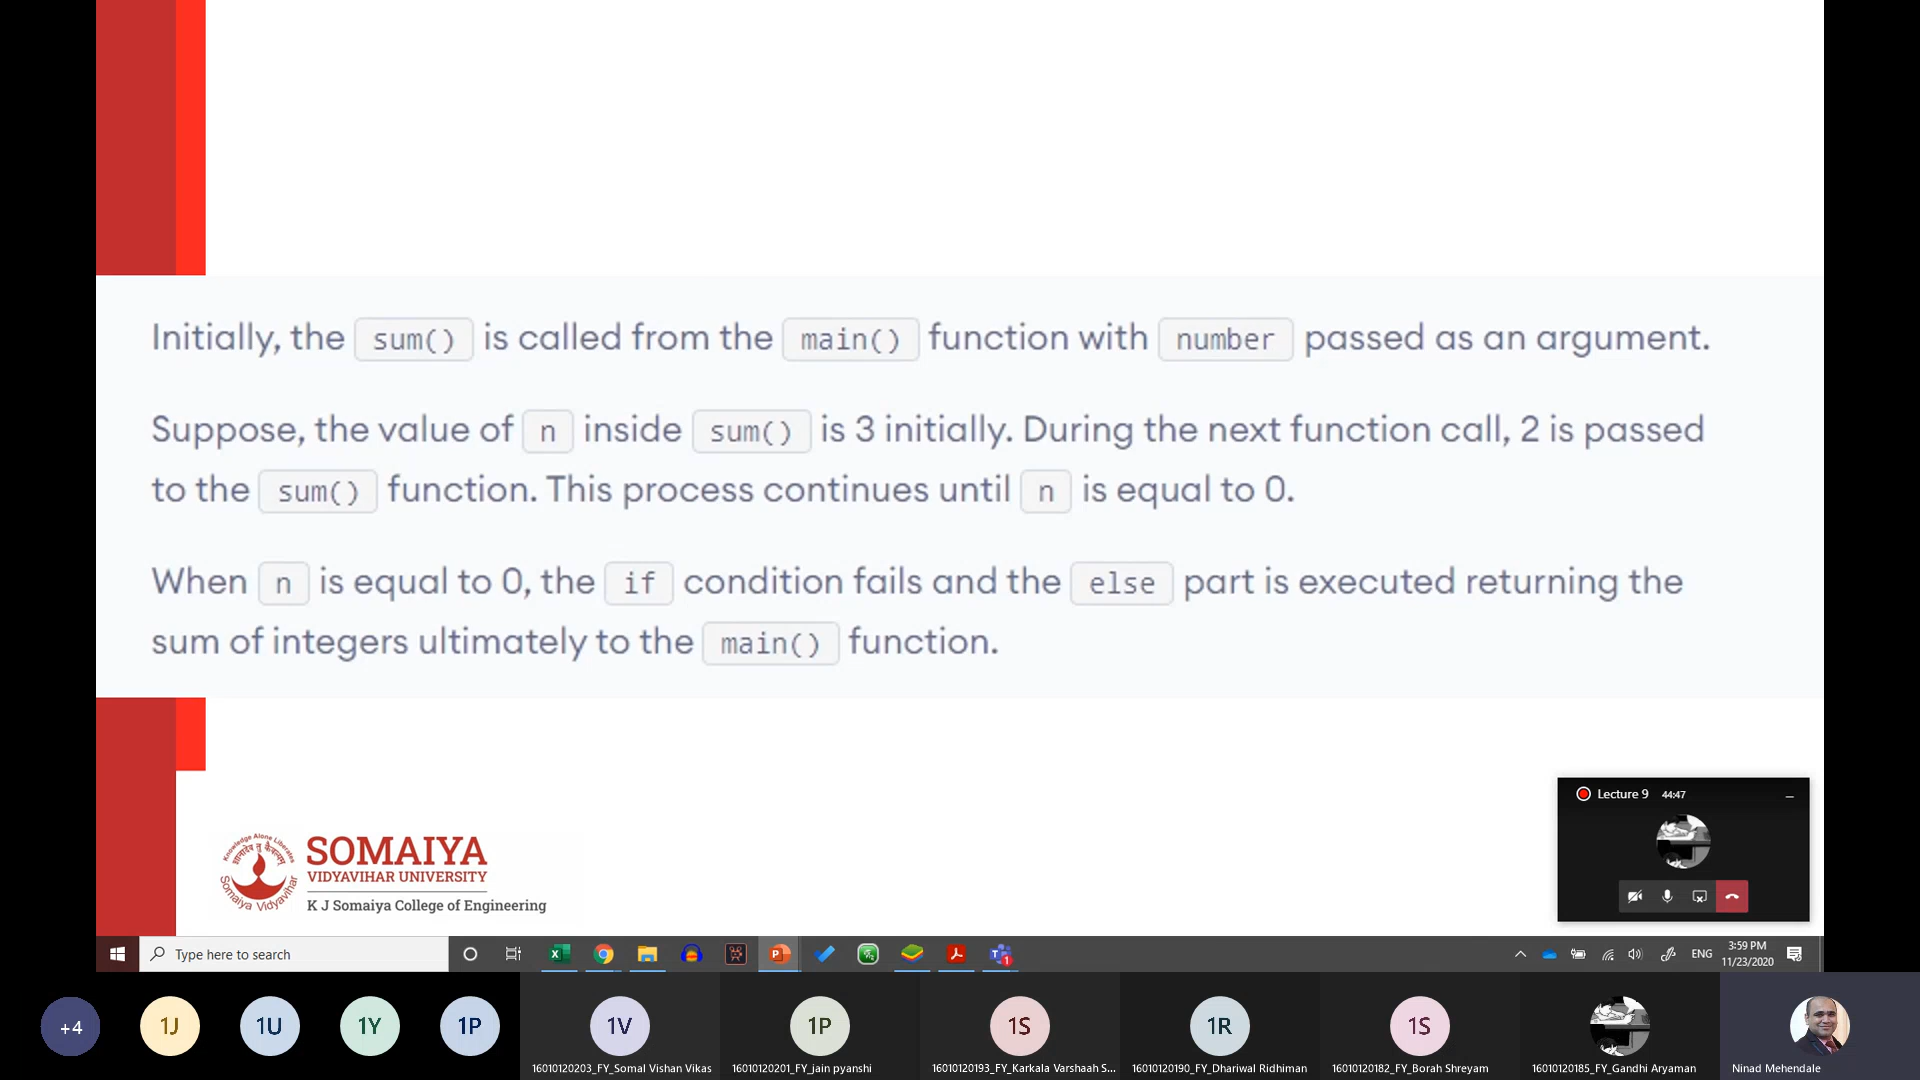 Initially, the sum() is called from the main() function with number passed as an argument.
Suppose, the value of n inside sum() is 3 initially. During the next function call, 2 is passed
to the sum() function. This process continues until n is equal to 0.
When n is equal to 0, the if condition fails and the else part is executed returning the
sum of integers ultimately to the main() function.
Lecture 9 44:47
Knowledge Alone Liberates
Somaiya Vidyavihar
SOMAIYA
VIDYAVIHAR UNIVERSITY
K J Somaiya College of Engineering
Type here to search
ENG
3:59 PM
11/23/2020
+4
1J
1U
1Y
1P
1V
1P
1S
1R
1S
16010120203_FY_Somal Vishan Vikas
16010120201_FY_jain pyanshi
16010120193_FY_Karkala Varshaah S...
16010120190_FY_Dhariwal Ridhiman
16010120182_FY_Borah Shreyam
16010120185_FY_Gandhi Aryaman
Ninad Mehendale